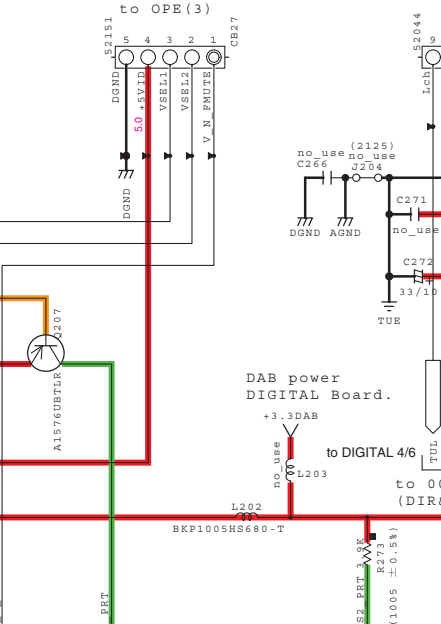 to OPE(3)
52151
CB27
5 4 3 2 1
DGND
5.0
+5VID
VSEL1
VSEL2
V_N_FMUTE
DGND
52044
9
Lch
(2125)
no_use no_use
C266 J204
C271
no_use
DGND AGND
C272
33/10
TUE
Q207
A1576UBTLR
DAB power
DIGITAL Board.
+3.3DAB
no_use
L203
to DIGITAL 4/6
TUL
L202
BKP1005HS680-T
PRT
S2 PRT 3.9K
R273
(1005 ±0.5%)